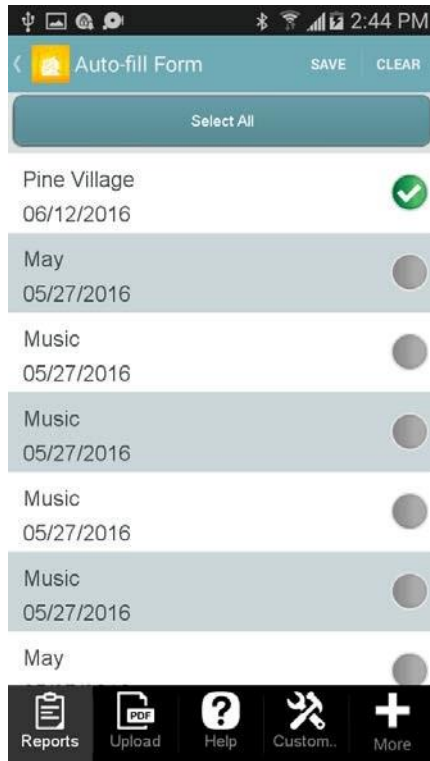 2:44 PM
Auto-fill Form SAVE CLEAR
Select All
Pine Village
06/12/2016
May
05/27/2016
Music
05/27/2016
Music
05/27/2016
Music
05/27/2016
Music
05/27/2016
May
PDF
Reports Upload Help Custom.. More